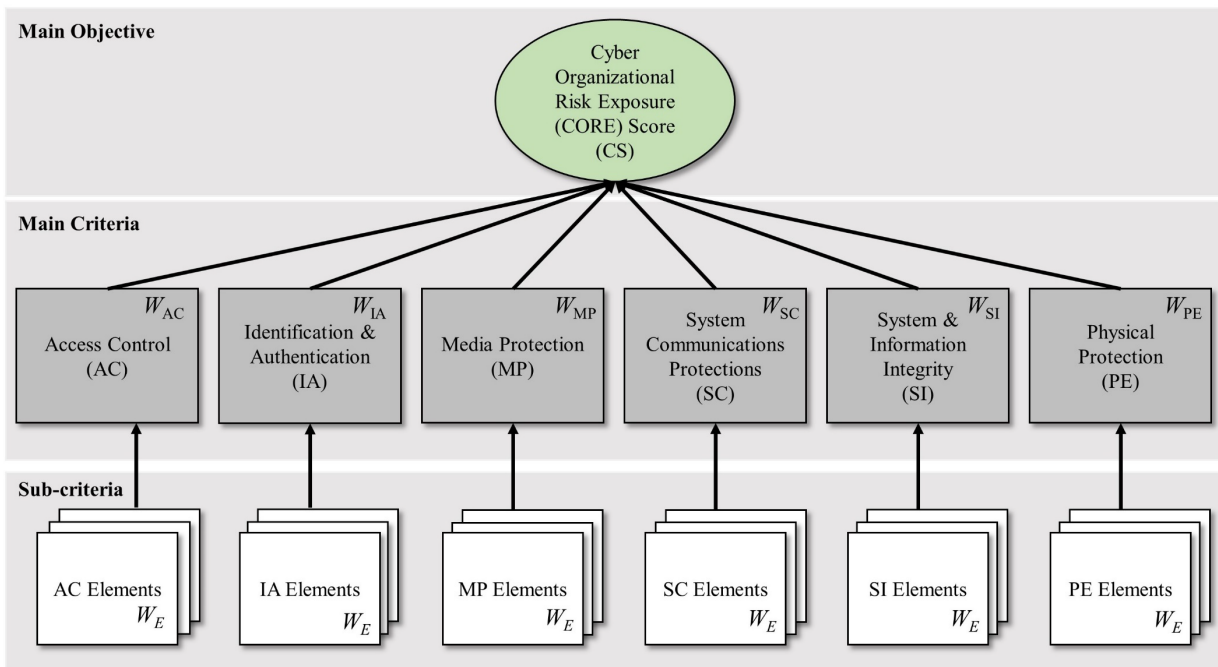 Main Objective
Cyber
Organizational
Risk Exposure
(CORE) Score
(CS)
Main Criteria
W_AC
Access Control
(AC)
W_IA
Identification &
Authentication
(IA)
W_MP
Media Protection
(MP)
W_SC
System
Communications
Protections
(SC)
W_SI
System &
Information
Integrity
(SI)
W_PE
Physical
Protection
(PE)
Sub-criteria
AC Elements
W_E
IA Elements
W_E
MP Elements
W_E
SC Elements
W_E
SI Elements
W_E
PE Elements
W_E